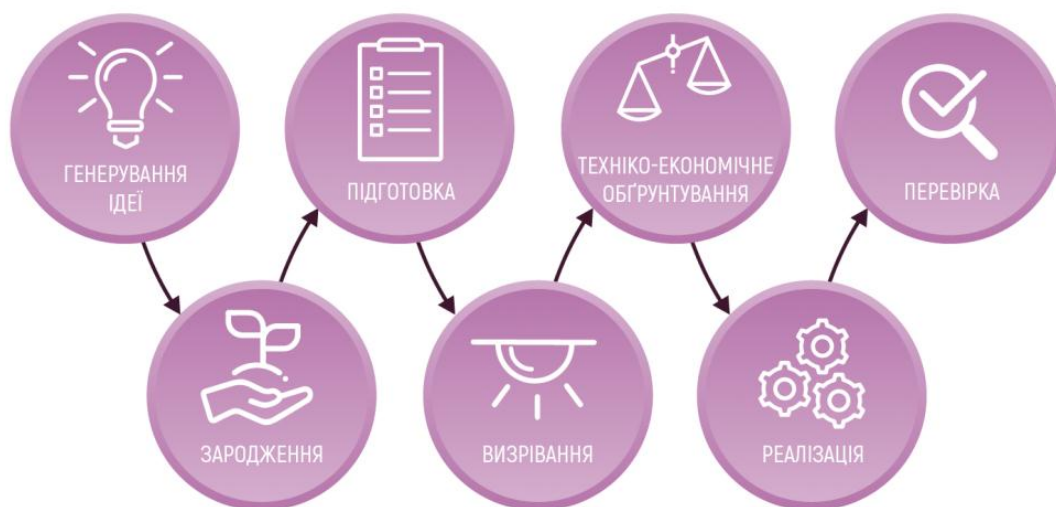 ГЕНЕРУВАННЯ
ІДЕЇ
ЗАРОДЖЕННЯ
ПІДГОТОВКА
ВИЗРІВАННЯ
ТЕХНІКО-ЕКОНОМІЧНЕ
ОБҐРУНТУВАННЯ
РЕАЛІЗАЦІЯ
ПЕРЕВІРКА